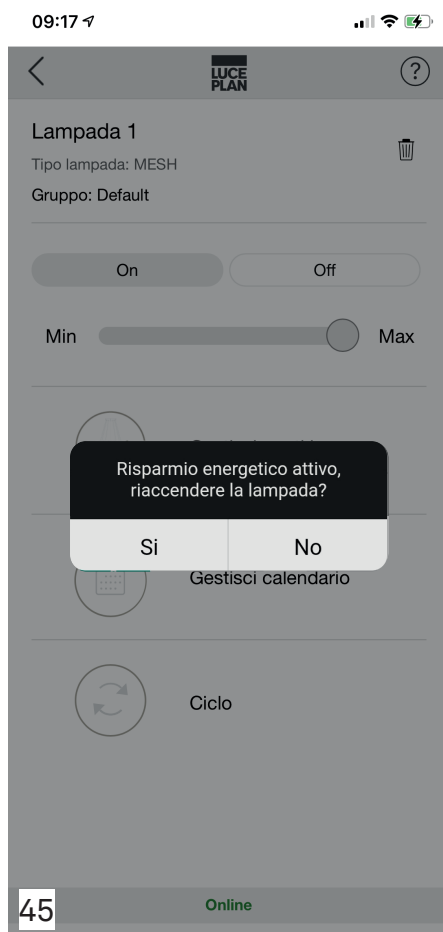 09:17
LUCE
PLAN
?
Lampada 1
Tipo lampada: MESH
Gruppo: Default
On Off
Min Max
Risparmio energetico attivo,
riaccendere la lampada?
Si No
Gestisci calendario
Ciclo
Online
45